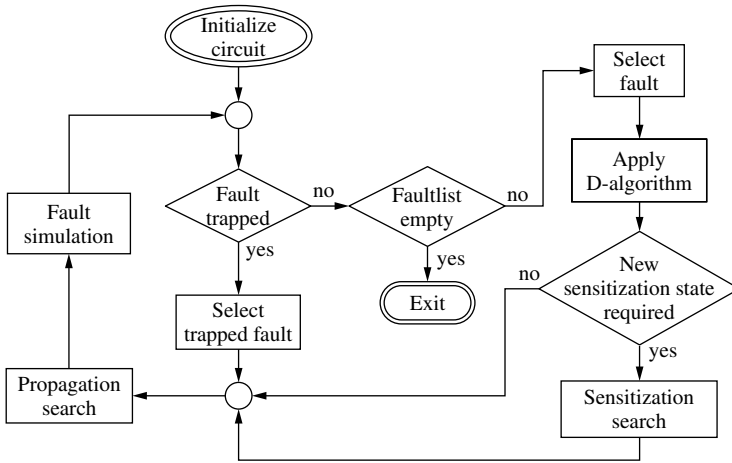 Initialize
circuit
Select
fault
Apply
D-algorithm
Fault
trapped
no
Faultlist
empty
no
Fault
simulation
yes
yes
Exit
no
New
sensitization state
required
Select
trapped fault
yes
Propagation
search
Sensitization
search